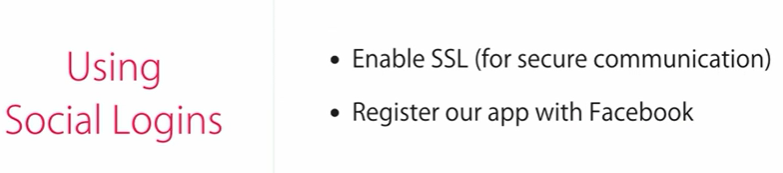 Using
Social Logins
• Enable SSL (for secure communication)
• Register our app with Facebook